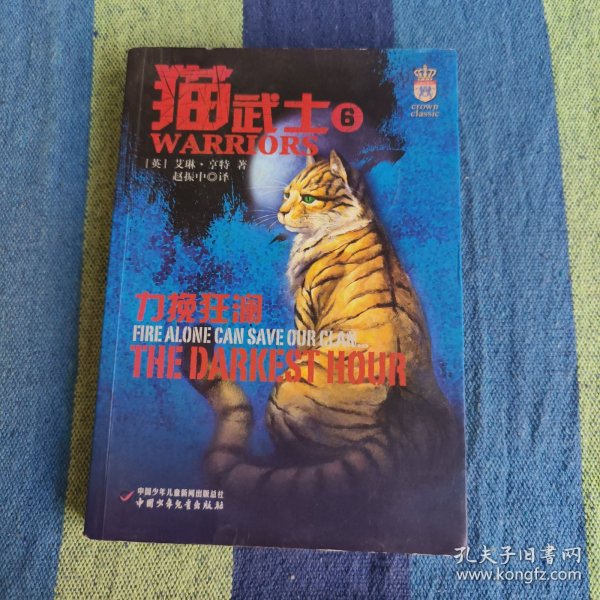 猫武士6
WARRIORS
crown
classic
[英] 艾琳·亨特 著
赵振中◎译
力挽狂澜
FIRE ALONE CAN SAVE OUR CLAN...
THE DARKEST HOUR
中国少年儿童新闻出版总社
中国少年儿童出版社
孔夫子旧书网
www.kongfz.com